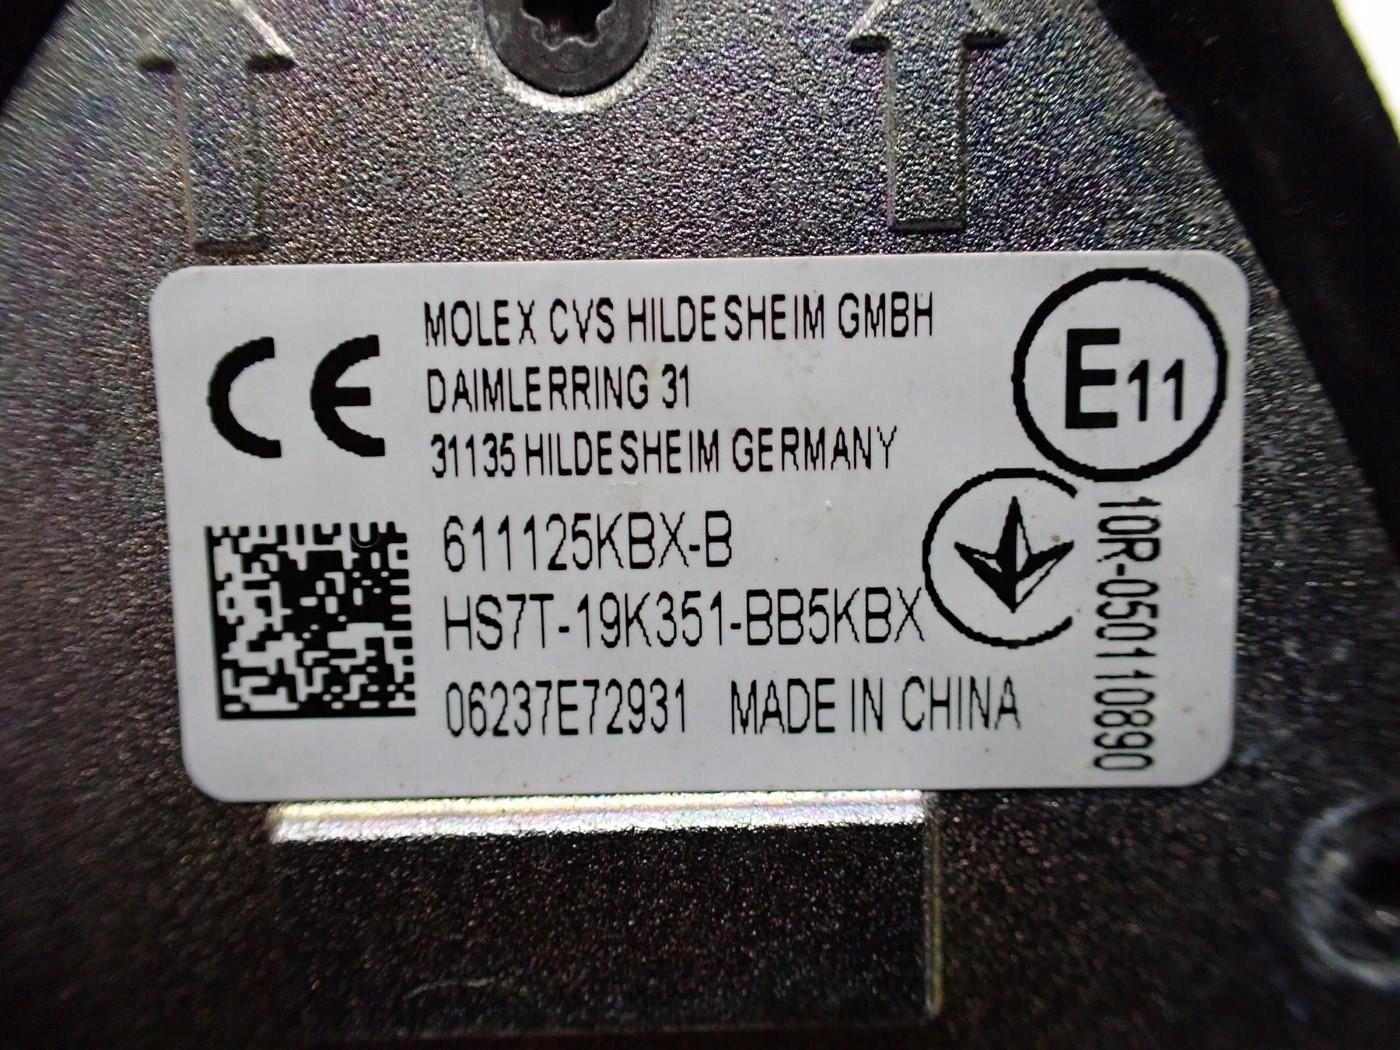 CE
MOLEX CVS HILDESHEIM GMBH
DAIMLERRING 31
31135 HILDESHEIM GERMANY
E11
611125KBX-B
HS7T-19K351-BB5KBX
06237E72931 MADE IN CHINA
10R-050110890